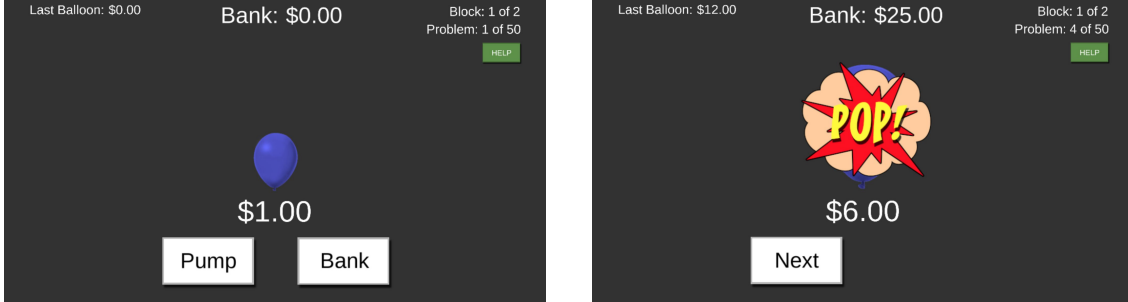 Last Balloon: $0.00
Bank: $0.00
Block: 1 of 2
Problem: 1 of 50
HELP
$1.00
Pump
Bank
Last Balloon: $12.00
Bank: $25.00
Block: 1 of 2
Problem: 4 of 50
HELP
POP!
$6.00
Next